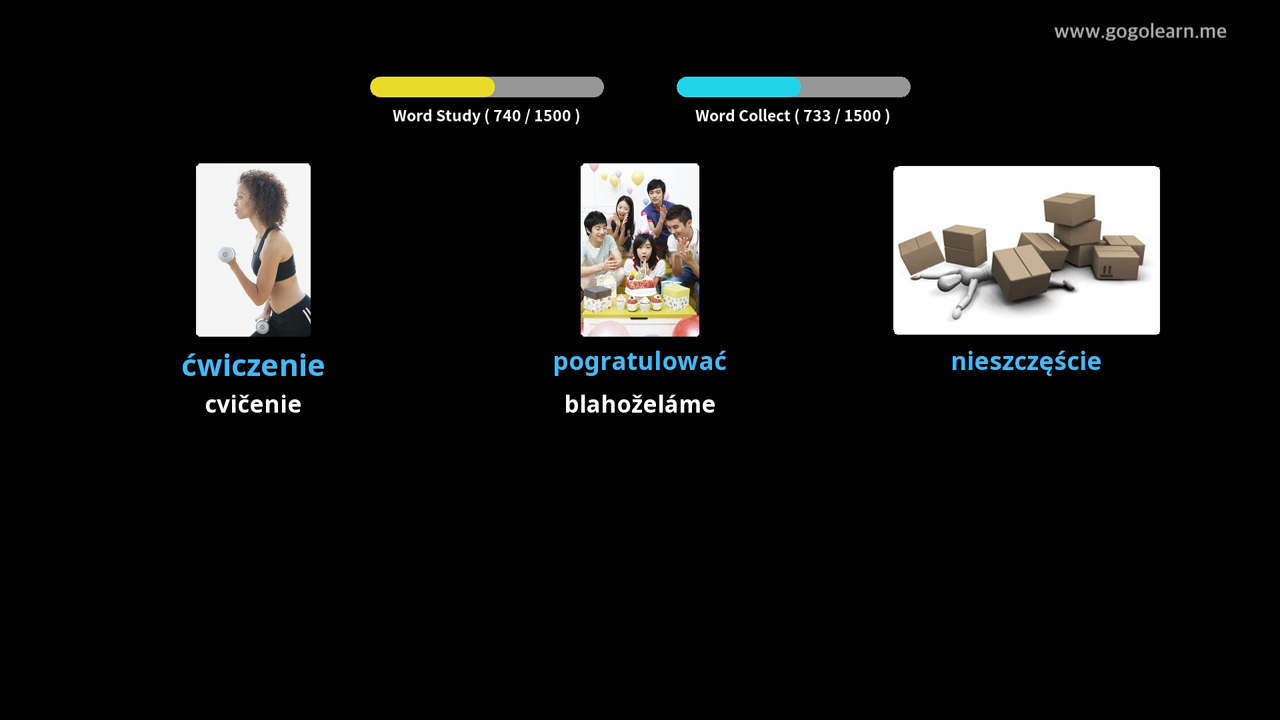 www.gogolearn.me
Word Study ( 740 / 1500 )
Word Collect ( 733 / 1500 )
ćwiczenie
cvičenie
pogratulować
blahoželáme
nieszczęście